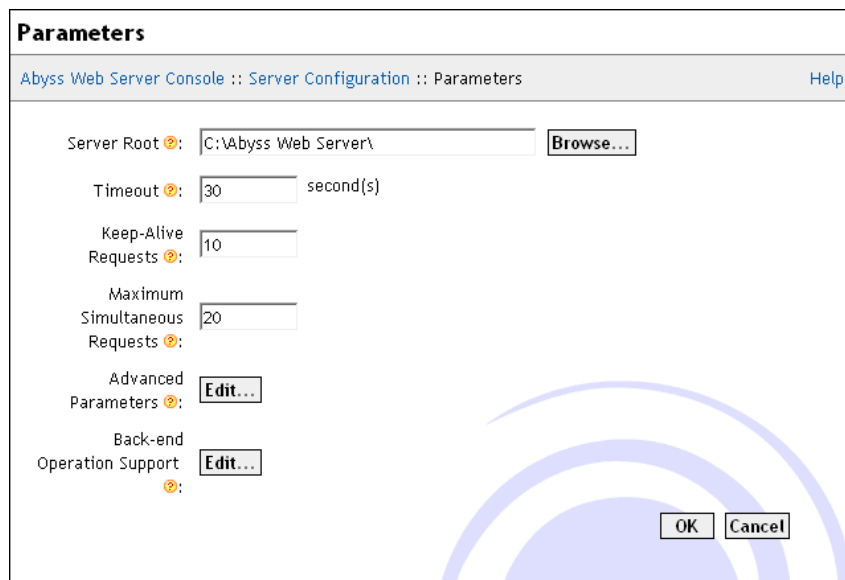 Parameters
Abyss Web Server Console :: Server Configuration :: Parameters Help
Server Root ?: C:\Abyss Web Server\ Browse...
Timeout ?: 30 second(s)
Keep-Alive
Requests ?: 10
Maximum
Simultaneous 20
Requests ?:
Advanced
Parameters ?: Edit...
Back-end
Operation Support Edit...
?:
OK Cancel